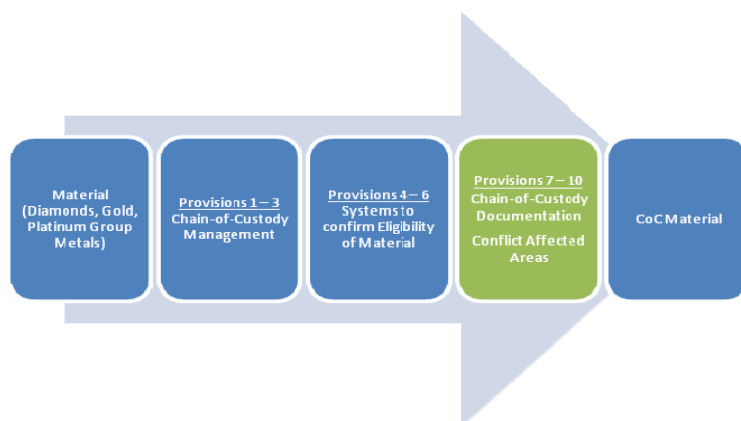 Material
(Diamonds, Gold,
Platinum Group
Metals)
Provisions 1 – 3
Chain-of-Custody
Management
Provisions 4 – 6
Systems to
confirm Eligibility
of Material
Provisions 7 – 10
Chain-of-Custody
Documentation
Conflict Affected
Areas
CoC Material